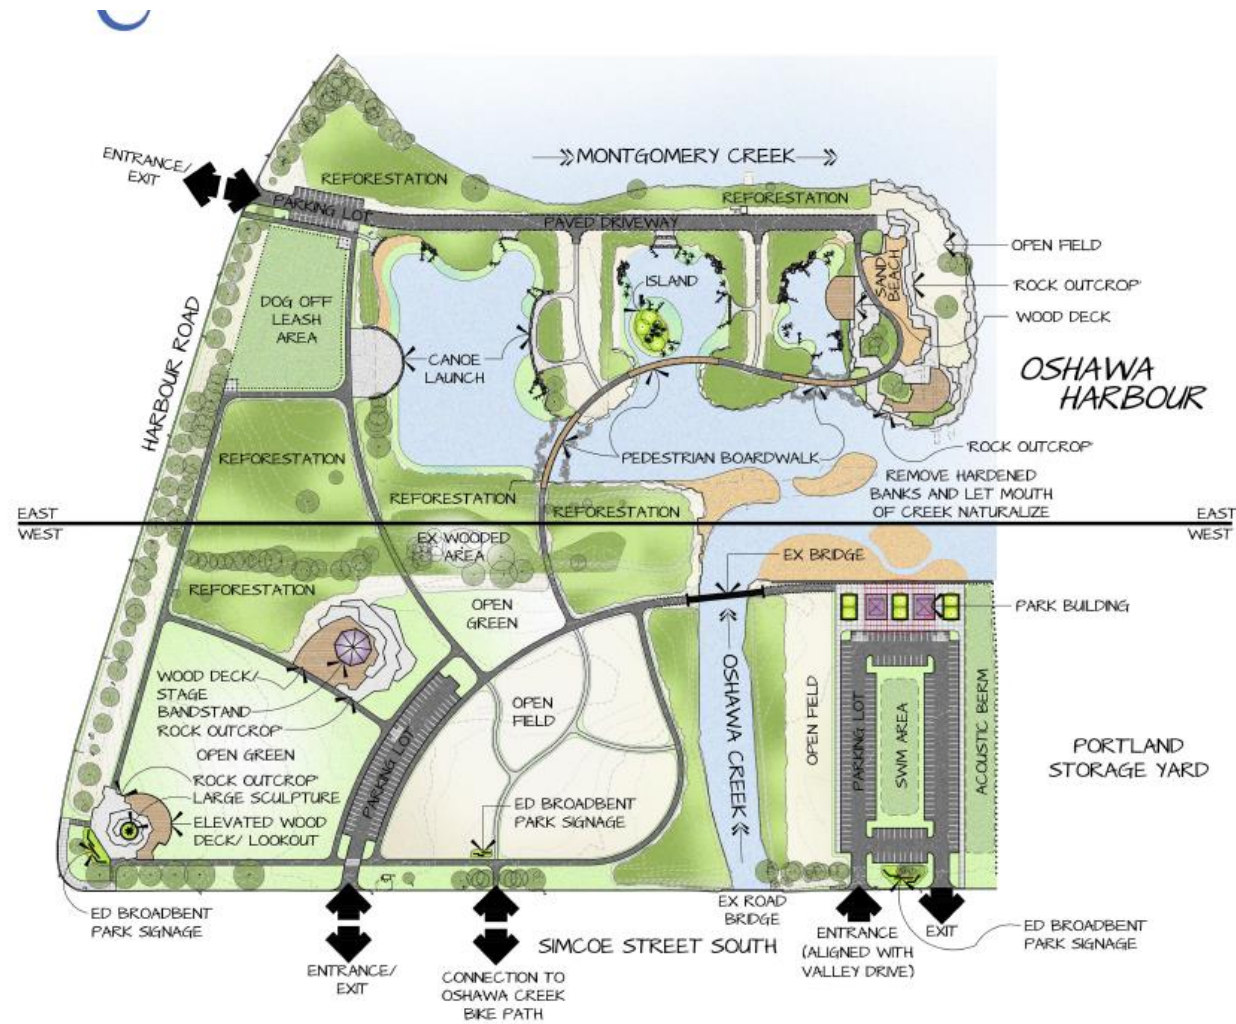 MONTGOMERY CREEK
ENTRANCE/
EXIT
REFORESTATION
REFORESTATION
PARKING LOT
PAVED DRIVEWAY
OPEN FIELD
SAND
BEACH
ISLAND
'ROCK OUTCROP'
DOG OFF
LEASH
AREA
WOOD DECK
HARBOUR ROAD
CANOE
LAUNCH
OSHAWA
HARBOUR
'ROCK OUTCROP'
REFORESTATION
PEDESTRIAN BOARDWALK
REMOVE HARDENED
BANKS AND LET MOUTH
OF CREEK NATURALIZE
REFORESTATION
REFORESTATION
EAST
EAST
WEST
WEST
EX WOODED
AREA
EX BRIDGE
REFORESTATION
OPEN
GREEN
PARK BUILDING
WOOD DECK/
STAGE
BANDSTAND
'ROCK OUTCROP'
OPEN
FIELD
OSHAWA CREEK
OPEN FIELD
PARKING LOT
SWM AREA
ACOUSTIC BERM
OPEN GREEN
PARKING LOT
PORTLAND
STORAGE YARD
'ROCK OUTCROP'
LARGE SCULPTURE
ELEVATED WOOD
DECK/ LOOKOUT
ED BROADBENT
PARK SIGNAGE
ED BROADBENT
PARK SIGNAGE
EX ROAD
BRIDGE
SIMCOE STREET SOUTH
ENTRANCE
(ALIGNED WITH
VALLEY DRIVE)
EXIT
ED BROADBENT
PARK SIGNAGE
ENTRANCE/
EXIT
CONNECTION TO
OSHAWA CREEK
BIKE PATH